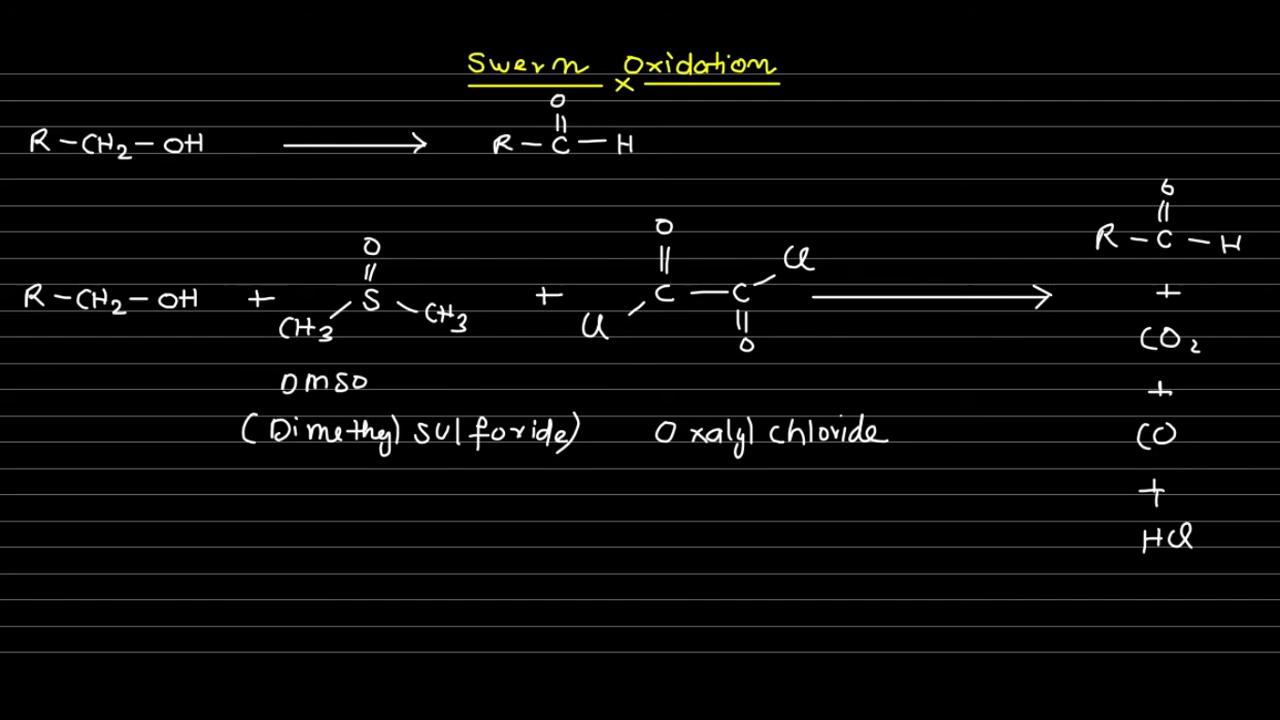 Swern Oxidation
x
O
||
R-CH2-OH ⟶ R-C-H
O
||
R-C-H
O
||
O
||
Cl
R-CH2-OH + S + C-C ⟶ +
CH3 CH3 Cl
||
O
CO2
DMSO +
(Dimethyl sulforide) Oxalyl chloride CO
+
HCl